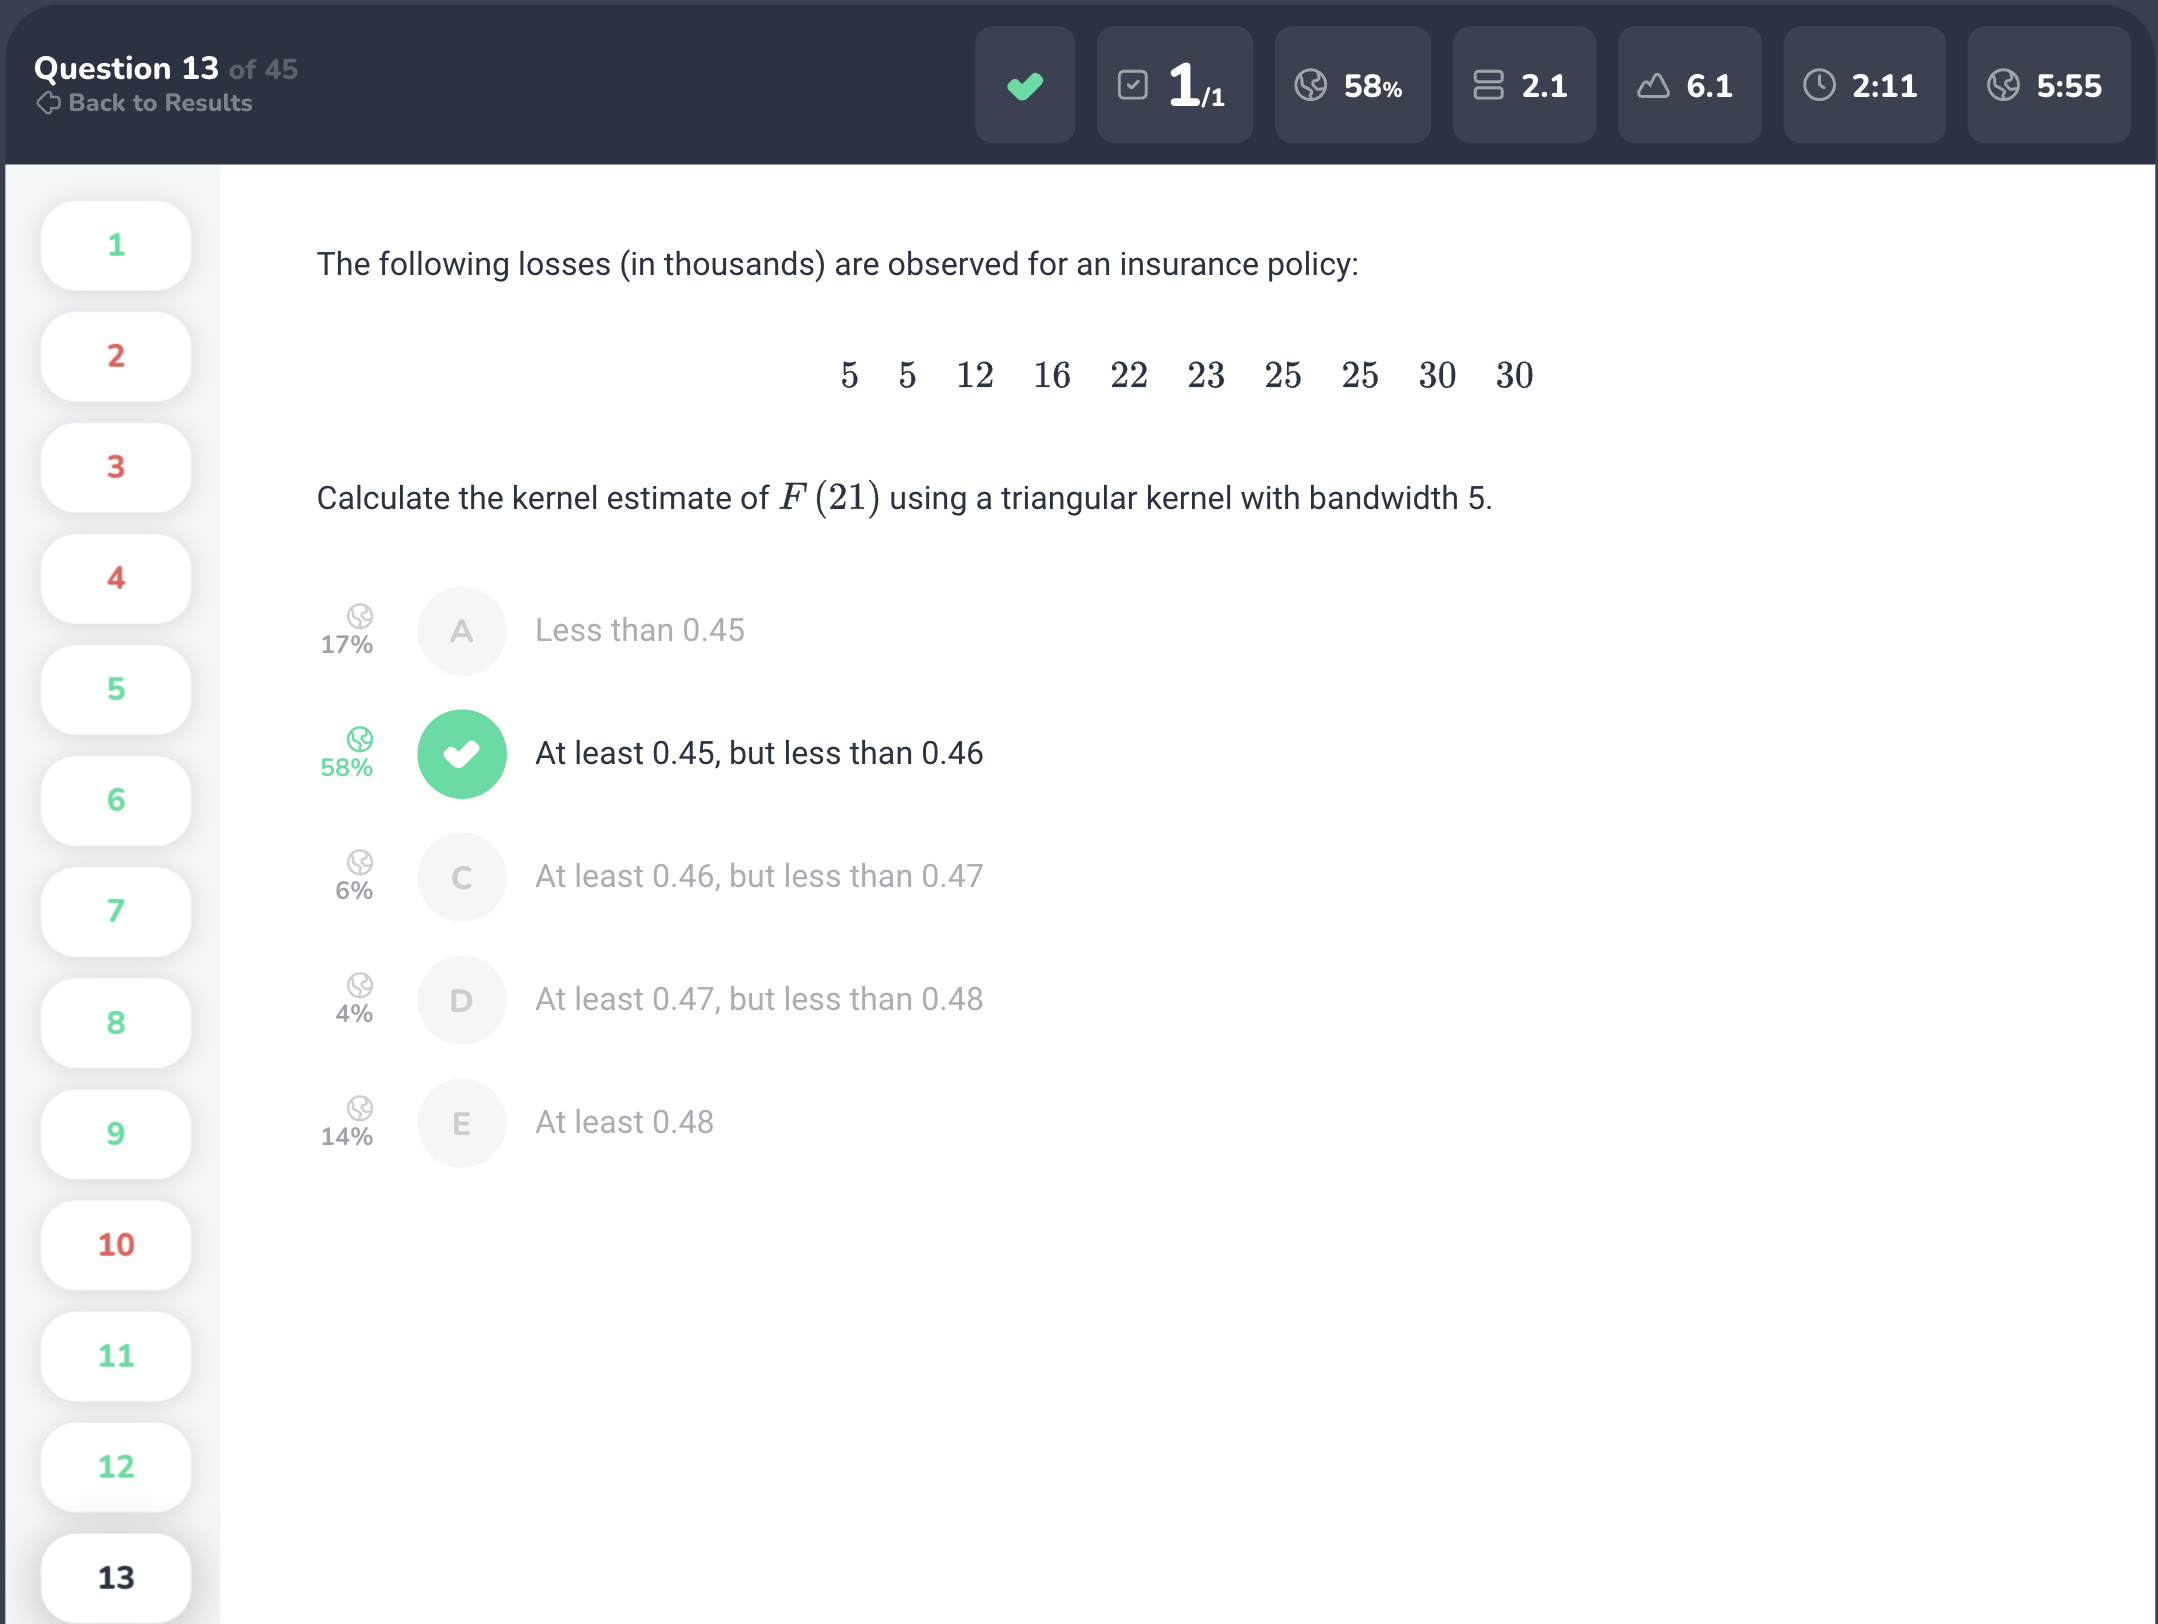 Question 13 of 45
Back to Results
1/1
58%
2.1
6.1
2:11
5:55
1
2
3
4
5
6
7
8
9
10
11
12
13
The following losses (in thousands) are observed for an insurance policy:
5 5 12 16 22 23 25 25 30 30
Calculate the kernel estimate of F (21) using a triangular kernel with bandwidth 5.
17% A Less than 0.45
58% At least 0.45, but less than 0.46
6% C At least 0.46, but less than 0.47
4% D At least 0.47, but less than 0.48
14% E At least 0.48